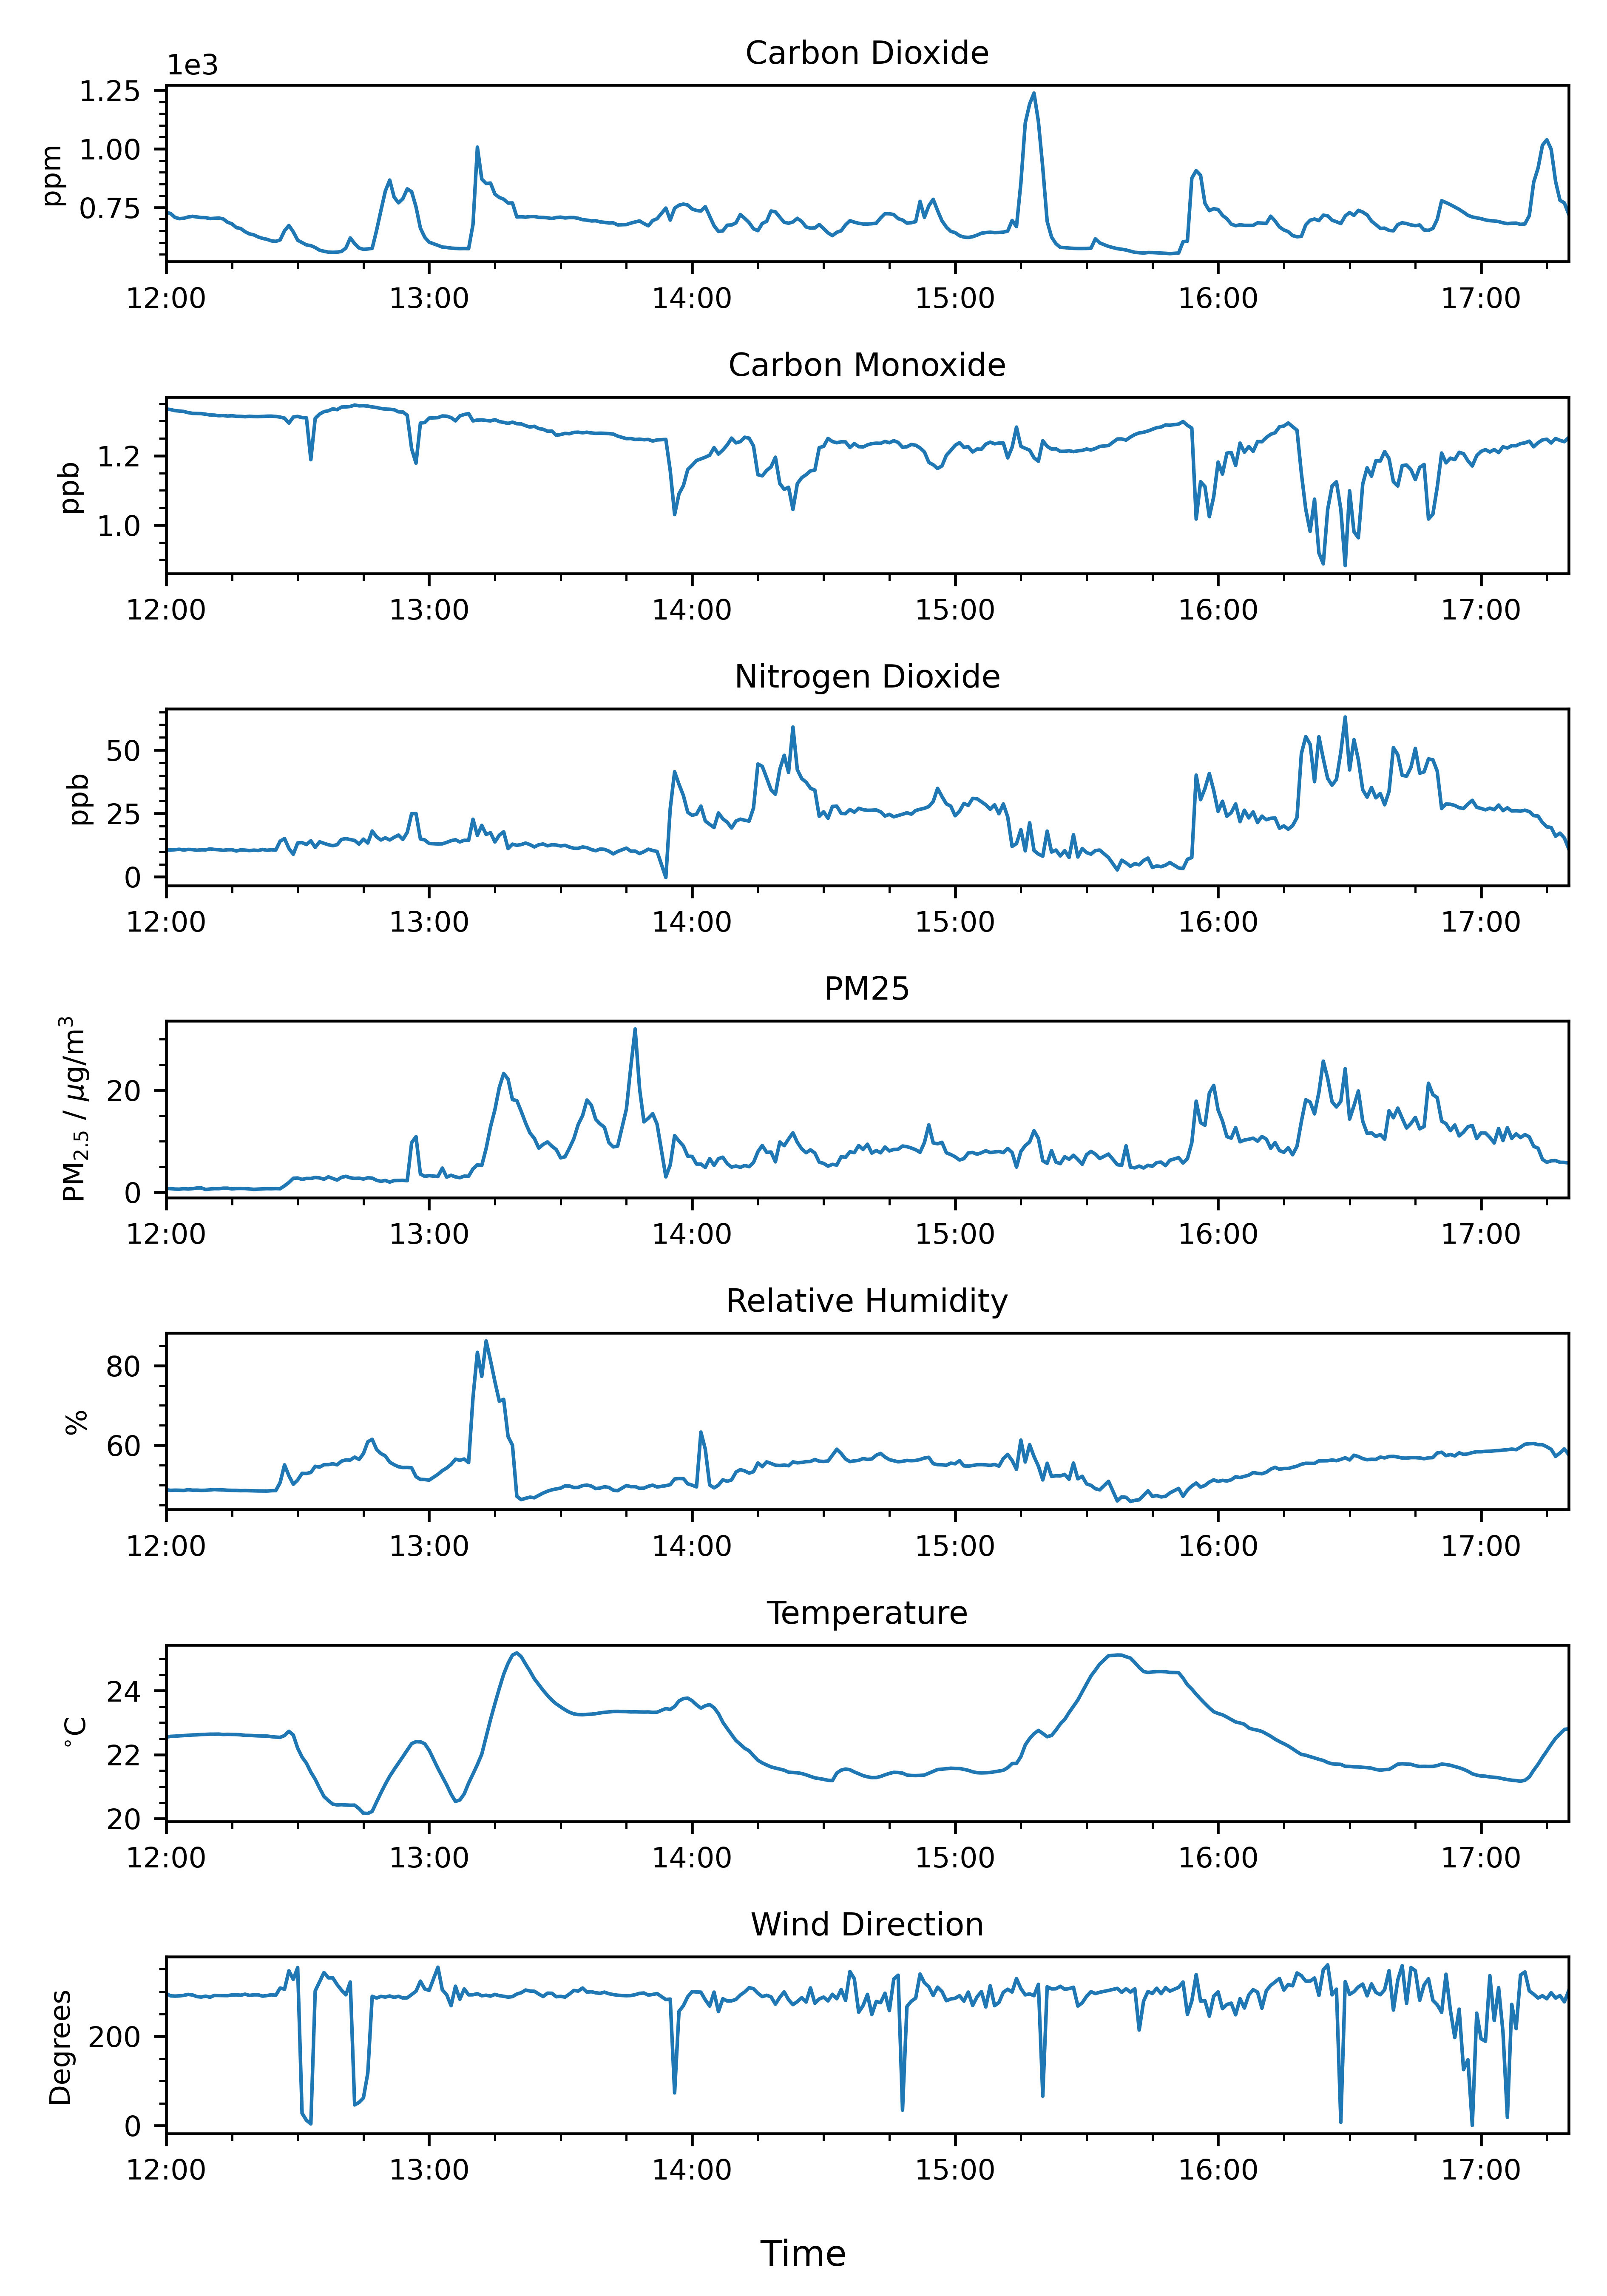 Carbon Dioxide
1e3
1.25
1.00
0.75
ppm
12:00 13:00 14:00 15:00 16:00 17:00
Carbon Monoxide
1.2
1.0
ppb
12:00 13:00 14:00 15:00 16:00 17:00
Nitrogen Dioxide
50
25
0
ppb
12:00 13:00 14:00 15:00 16:00 17:00
PM25
20
0
PM₂.₅ / μg/m³
12:00 13:00 14:00 15:00 16:00 17:00
Relative Humidity
80
60
%
12:00 13:00 14:00 15:00 16:00 17:00
Temperature
24
22
20
°C
12:00 13:00 14:00 15:00 16:00 17:00
Wind Direction
200
0
Degrees
12:00 13:00 14:00 15:00 16:00 17:00
Time